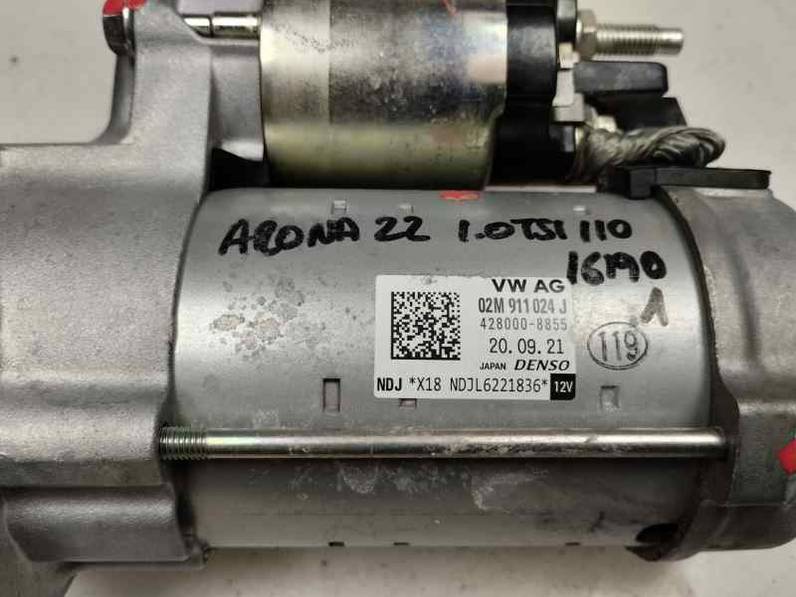 ARONA 22 1.0TSI 110
16190
1
VW AG
02M 911 024 J
428000-8855
20.09.21
JAPAN DENSO
NDJ *X18 NDJL6221836* 12V
119